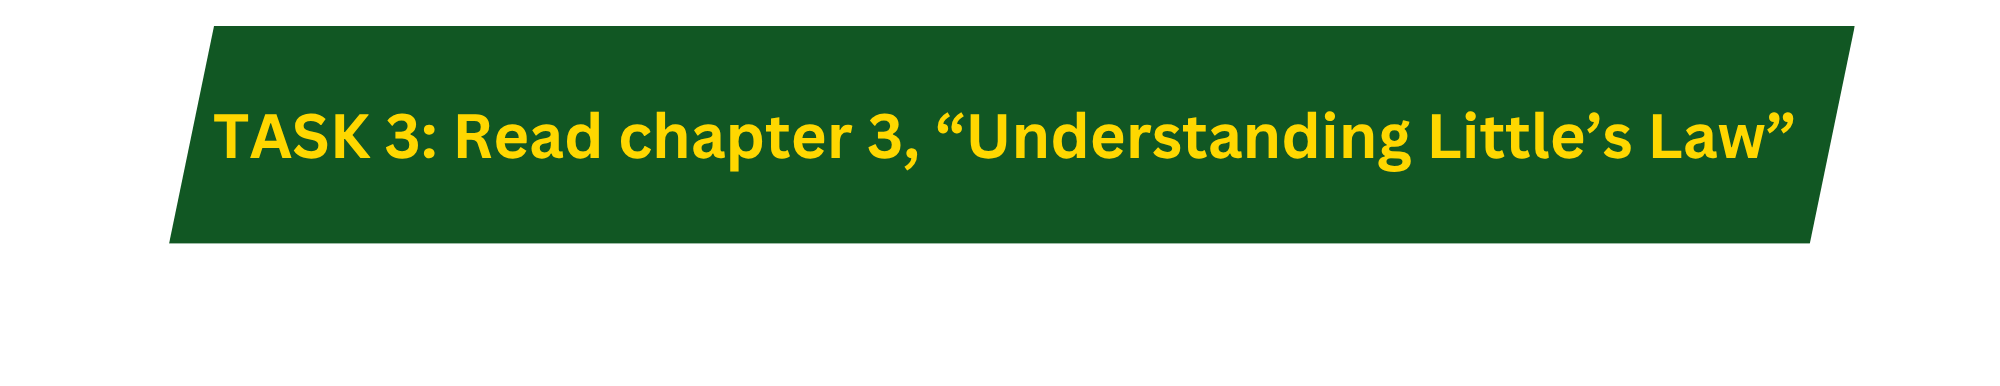 TASK 3: Read chapter 3, “Understanding Little’s Law”